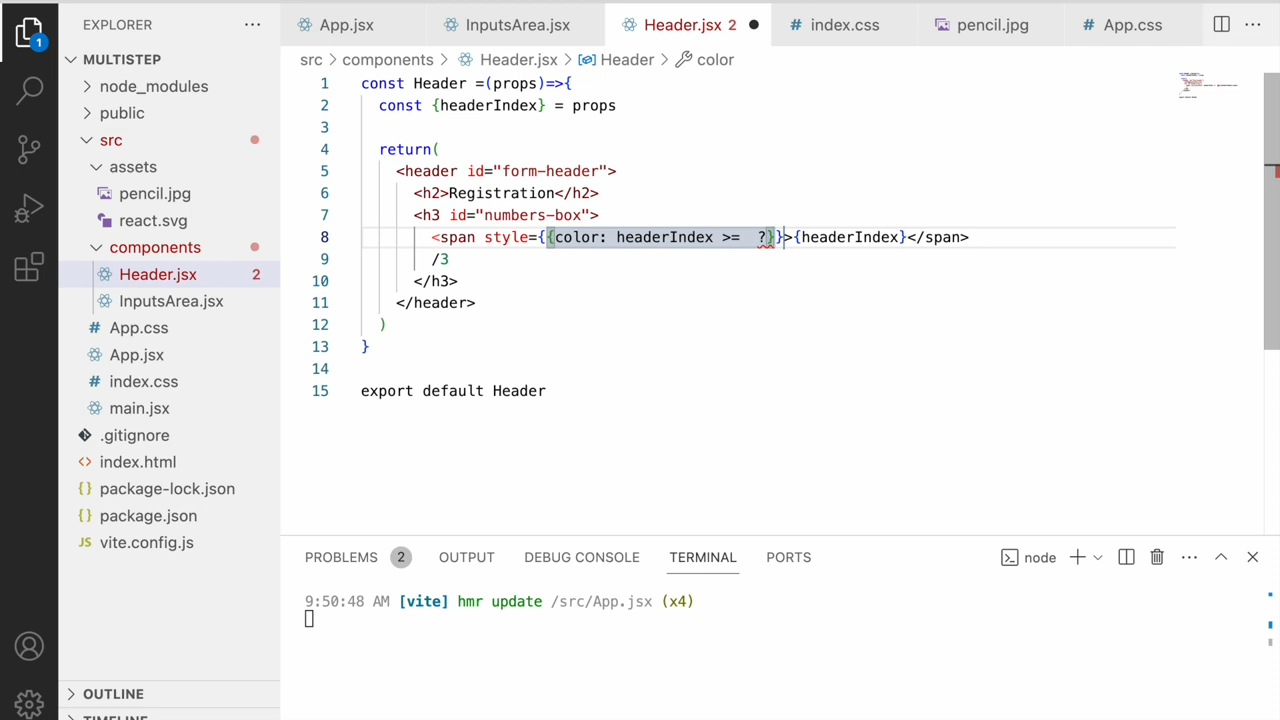 EXPLORER
1
MULTISTEP
node_modules
public
src
assets
pencil.jpg
react.svg
components
Header.jsx 2
InputsArea.jsx
# App.css
App.jsx
# index.css
main.jsx
.gitignore
<> index.html
{} package-lock.json
{} package.json
JS vite.config.js
OUTLINE
TIMELINE
App.jsx
InputsArea.jsx
Header.jsx 2
# index.css
pencil.jpg
# App.css
src > components > Header.jsx > Header > color
1 const Header =(props)=>{
2 const {headerIndex} = props
3
4 return(
5 <header id="form-header">
6 <h2>Registration</h2>
7 <h3 id="numbers-box">
8 <span style={{color: headerIndex >=  ?}}>{headerIndex}</span>
9 /3
10 </h3>
11 </header>
12 )
13 }
14
15 export default Header
PROBLEMS 2 OUTPUT DEBUG CONSOLE TERMINAL PORTS
node
9:50:48 AM [vite] hmr update /src/App.jsx (x4)